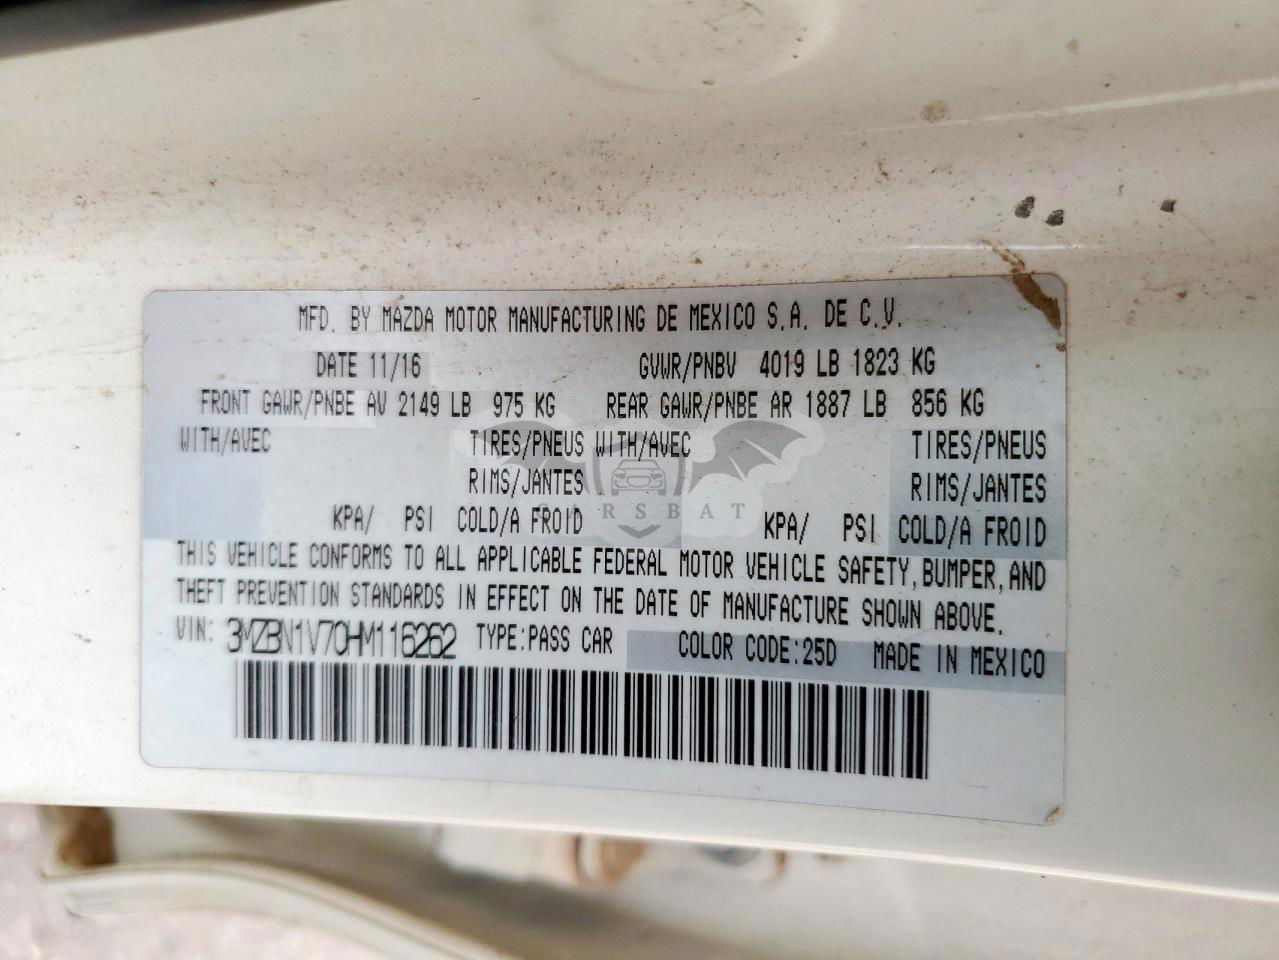 MFD. BY MAZDA MOTOR MANUFACTURING DE MEXICO S.A. DE C.V.
DATE 11/16 GVWR/PNBV 4019 LB 1823 KG
FRONT GAWR/PNBE AV 2149 LB 975 KG REAR GAWR/PNBE AR 1887 LB 856 KG
WITH/AVEC TIRES/PNEUS WITH/AVEC TIRES/PNEUS
RIMS/JANTES RIMS/JANTES
CARSBAT
KPA/ PSI COLD/A FROID KPA/ PSI COLD/A FROID
THIS VEHICLE CONFORMS TO ALL APPLICABLE FEDERAL MOTOR VEHICLE SAFETY, BUMPER, AND
THEFT PREVENTION STANDARDS IN EFFECT ON THE DATE OF MANUFACTURE SHOWN ABOVE.
VIN: 3MZBN1V70HM116262 TYPE: PASS CAR COLOR CODE: 25D MADE IN MEXICO